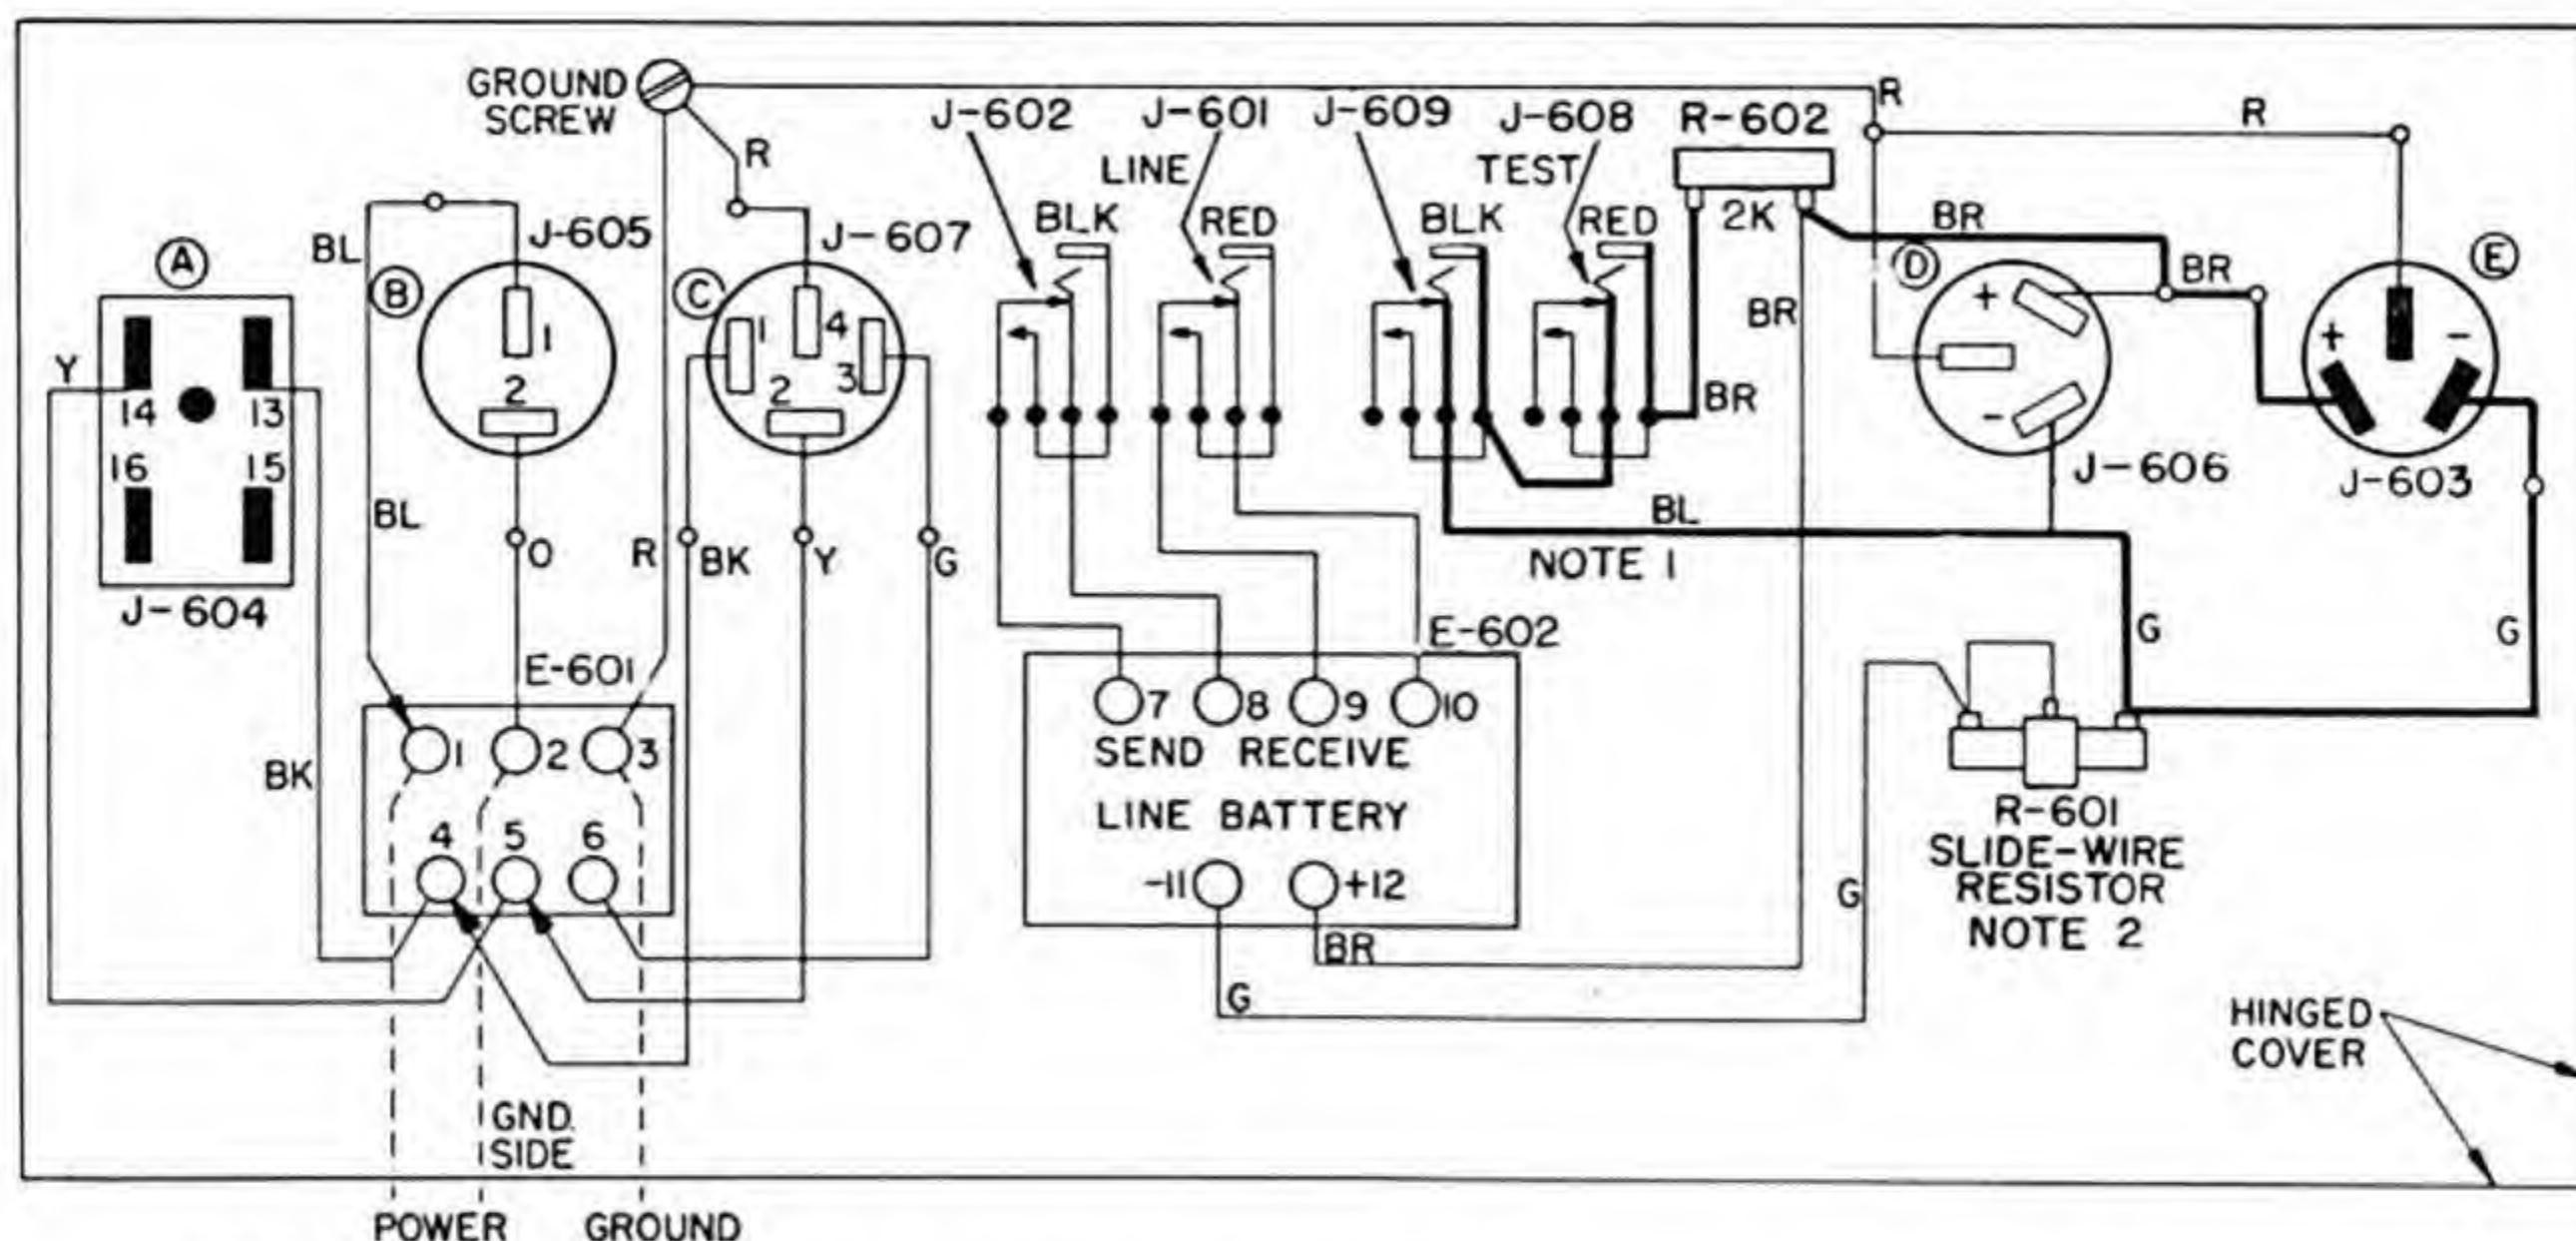 GROUND
SCREW
R
R
R
J-602
J-601
J-609
J-608
R-602
LINE
TEST
BLK
RED
BLK
RED
2K
BR
BR
BR
BR
A
B
C
D
E
BL
J-605
J-607
Y
14
13
16
15
J-604
1
2
1
4
2
3
+
-
J-606
+
-
J-603
BL
O
R
BK
Y
G
BL
NOTE 1
G
G
E-601
E-602
1
2
3
4
5
6
BK
7
8
9
10
SEND RECEIVE
LINE BATTERY
-11
+12
BR
G
G
R-601
SLIDE-WIRE
RESISTOR
NOTE 2
HINGED
COVER
GND.
SIDE
POWER
GROUND